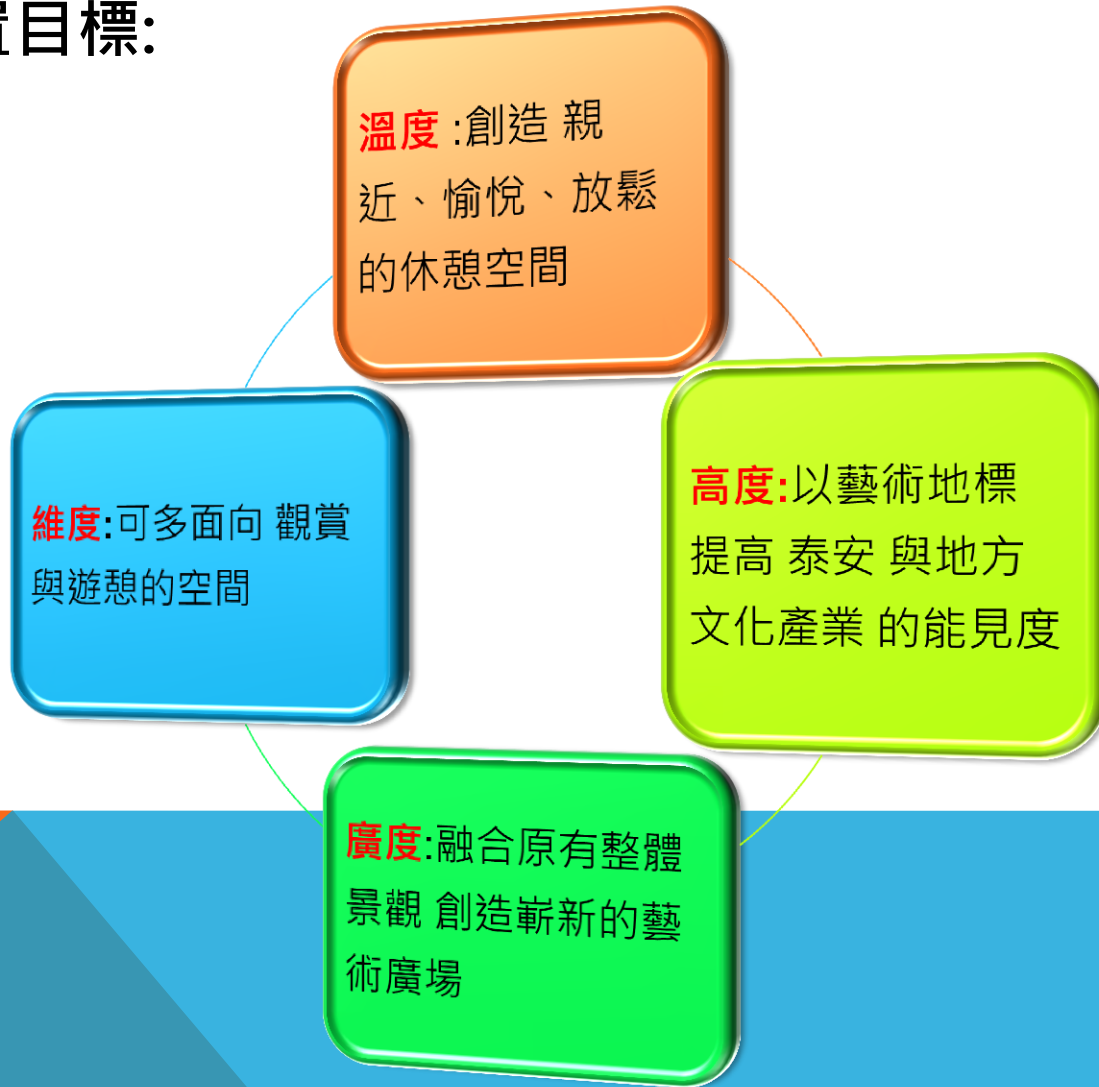 置目標:
溫度 :創造 親
近、愉悅、放鬆
的休憩空間
高度:以藝術地標
提高 泰安 與地方
文化產業 的能見度
廣度:融合原有整體
景觀 創造嶄新的藝
術廣場
維度:可多面向 觀賞
與遊憩的空間